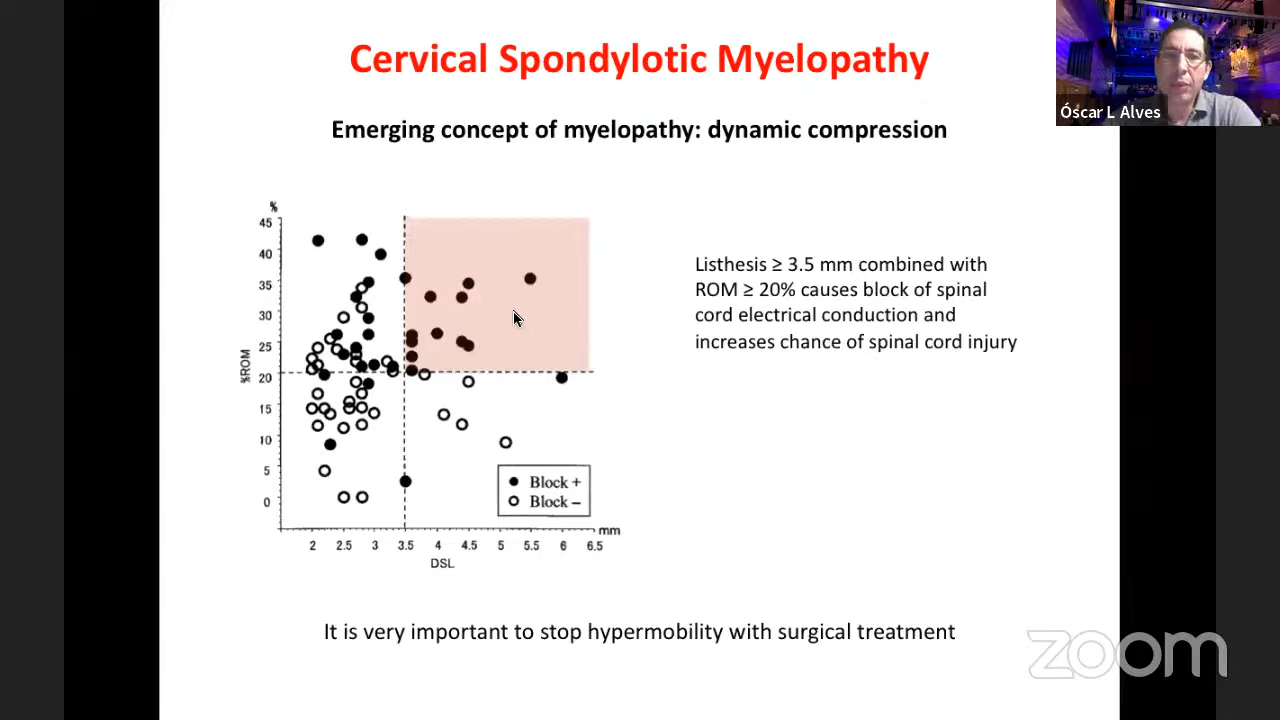 Cervical Spondylotic Myelopathy
Óscar L Alves
Emerging concept of myelopathy: dynamic compression
%
45
40
35
30
25
20
15
10
5
0
%ROM
Block +
Block –
mm
2 2.5 3 3.5 4 4.5 5 5.5 6 6.5
DSL
Listhesis ≥ 3.5 mm combined with
ROM ≥ 20% causes block of spinal
cord electrical conduction and
increases chance of spinal cord injury
It is very important to stop hypermobility with surgical treatment
zoom